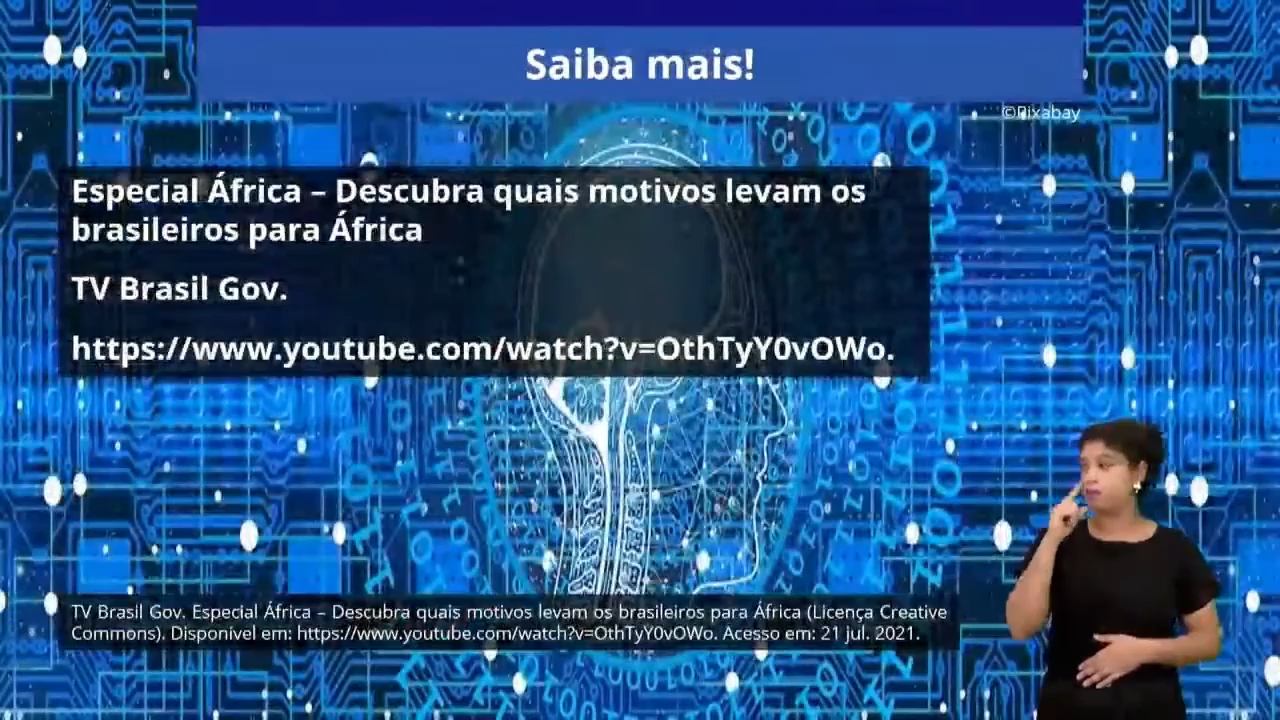 Saiba mais!
©Pixabay
Especial África – Descubra quais motivos levam os
brasileiros para África
TV Brasil Gov.
https://www.youtube.com/watch?v=OthTyY0vOWo.
TV Brasil Gov. Especial África – Descubra quais motivos levam os brasileiros para África (Licença Creative
Commons). Disponível em: https://www.youtube.com/watch?v=OthTyY0vOWo. Acesso em: 21 jul. 2021.